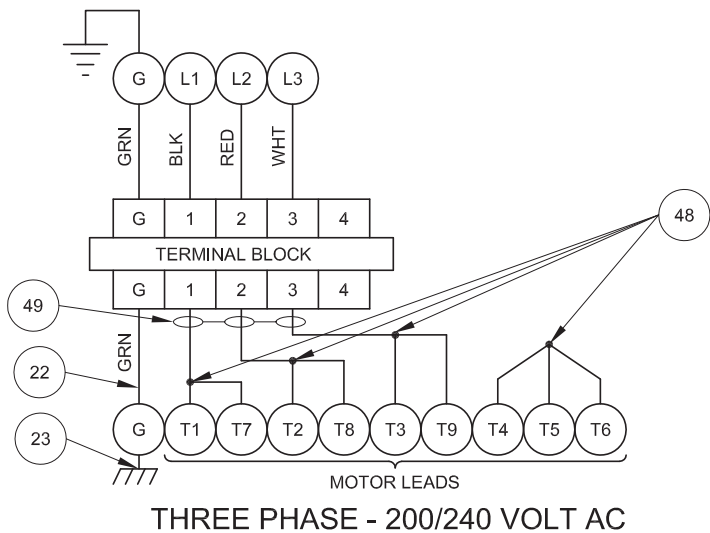 G L1 L2 L3
GRN BLK RED WHT
48
G 1 2 3 4
TERMINAL BLOCK
G 1 2 3 4
49
GRN
22
23
G T1 T7 T2 T8 T3 T9 T4 T5 T6
MOTOR LEADS
THREE PHASE - 200/240 VOLT AC